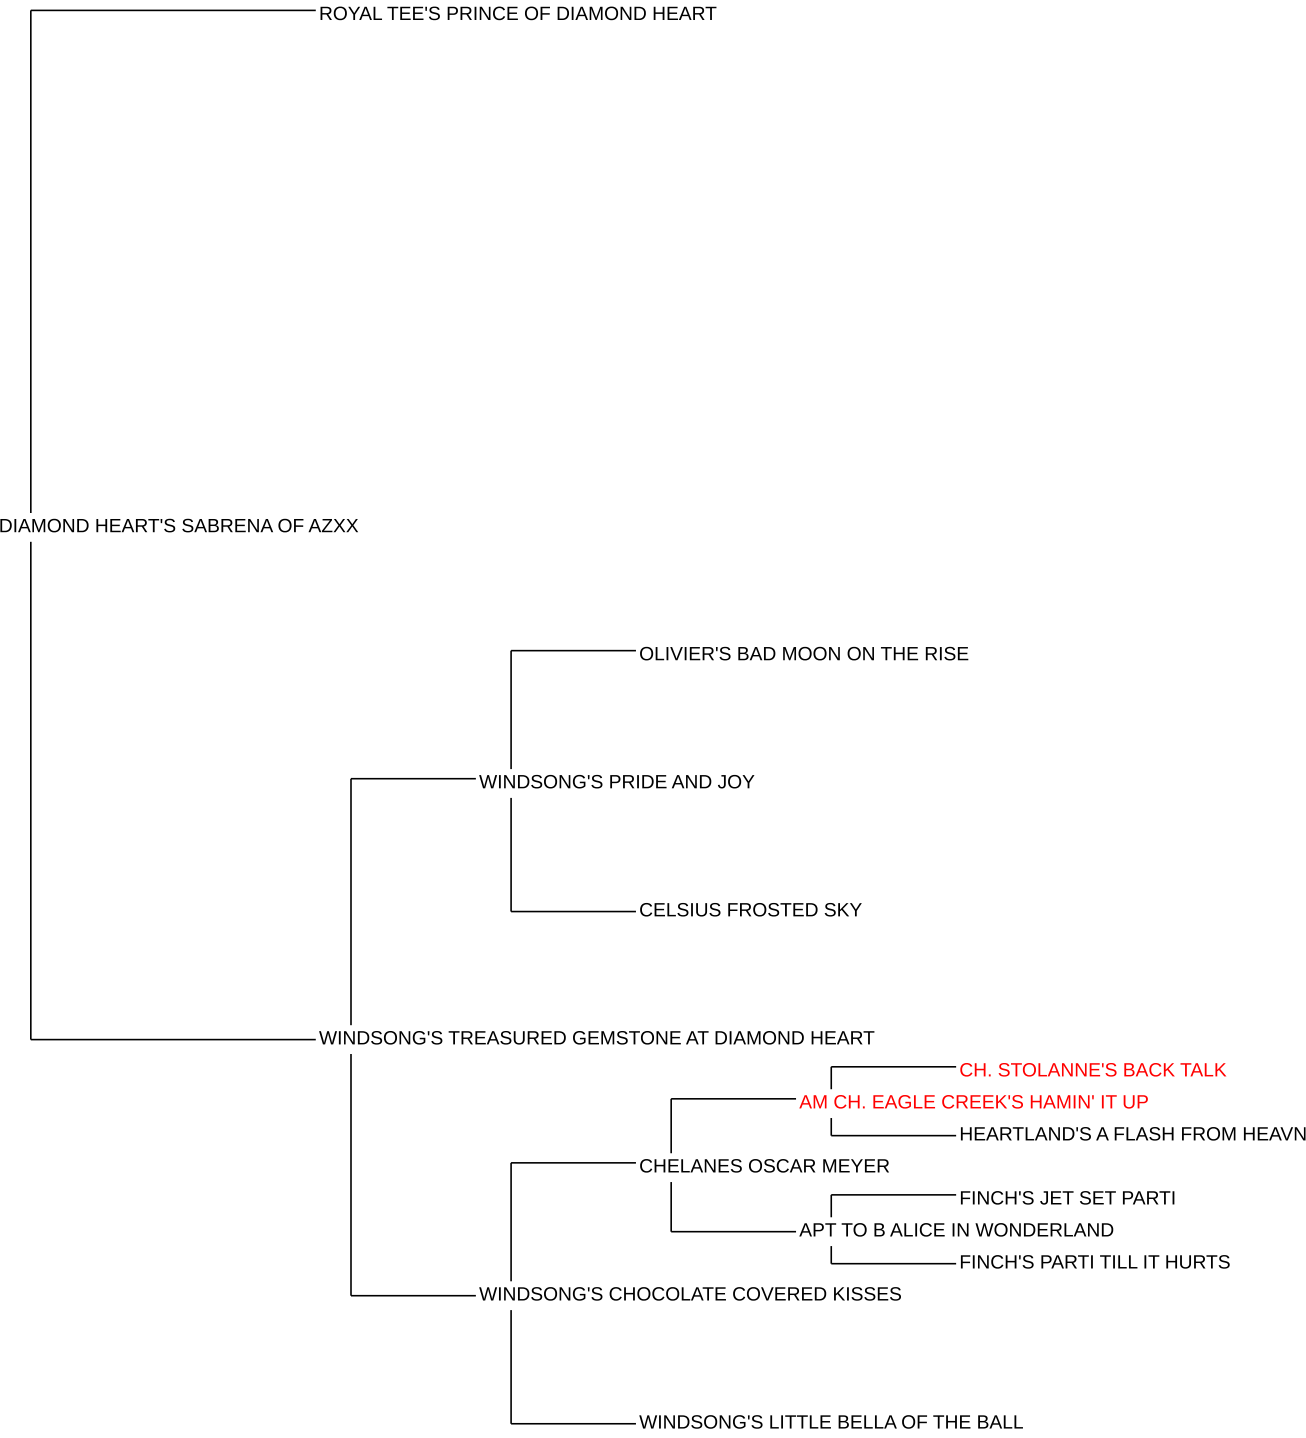 ROYAL TEE'S PRINCE OF DIAMOND HEART
DIAMOND HEART'S SABRENA OF AZXX
OLIVIER'S BAD MOON ON THE RISE
WINDSONG'S PRIDE AND JOY
CELSIUS FROSTED SKY
WINDSONG'S TREASURED GEMSTONE AT DIAMOND HEART
CH. STOLANNE'S BACK TALK
AM CH. EAGLE CREEK'S HAMIN' IT UP
HEARTLAND'S A FLASH FROM HEAVN
CHELANES OSCAR MEYER
FINCH'S JET SET PARTI
APT TO B ALICE IN WONDERLAND
FINCH'S PARTI TILL IT HURTS
WINDSONG'S CHOCOLATE COVERED KISSES
WINDSONG'S LITTLE BELLA OF THE BALL